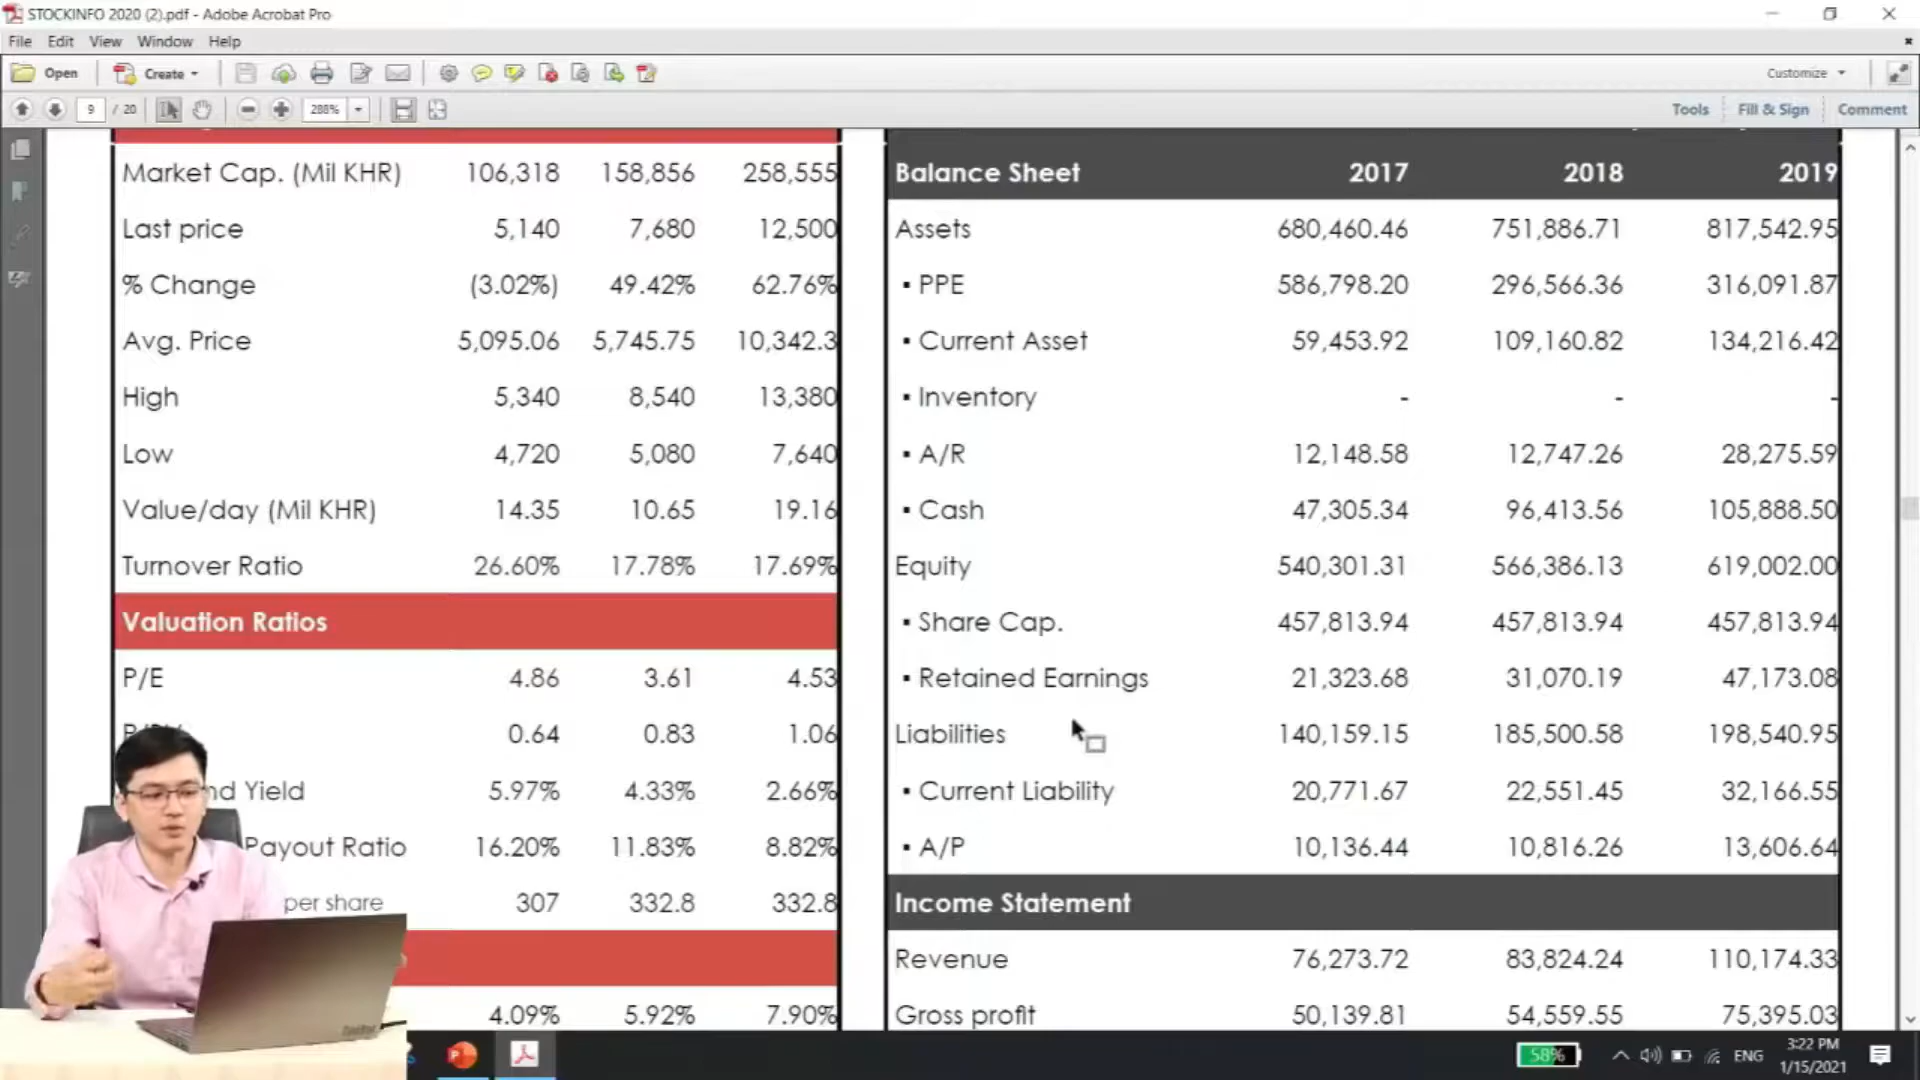 STOCKINFO 2020 (2).pdf - Adobe Acrobat Pro
File Edit View Window Help
Open Create Customize
9 / 20 288% Tools Fill & Sign Comment
Market Cap. (Mil KHR) 106,318 158,856 258,555
Last price 5,140 7,680 12,500
% Change (3.02%) 49.42% 62.76%
Avg. Price 5,095.06 5,745.75 10,342.3
High 5,340 8,540 13,380
Low 4,720 5,080 7,640
Value/day (Mil KHR) 14.35 10.65 19.16
Turnover Ratio 26.60% 17.78% 17.69%
Valuation Ratios
P/E 4.86 3.61 4.53
0.64 0.83 1.06
nd Yield 5.97% 4.33% 2.66%
Payout Ratio 16.20% 11.83% 8.82%
per share 307 332.8 332.8
4.09% 5.92% 7.90%
Balance Sheet 2017 2018 2019
Assets 680,460.46 751,886.71 817,542.95
▪ PPE 586,798.20 296,566.36 316,091.87
▪ Current Asset 59,453.92 109,160.82 134,216.42
▪ Inventory - - -
▪ A/R 12,148.58 12,747.26 28,275.59
▪ Cash 47,305.34 96,413.56 105,888.50
Equity 540,301.31 566,386.13 619,002.00
▪ Share Cap. 457,813.94 457,813.94 457,813.94
▪ Retained Earnings 21,323.68 31,070.19 47,173.08
Liabilities 140,159.15 185,500.58 198,540.95
▪ Current Liability 20,771.67 22,551.45 32,166.55
▪ A/P 10,136.44 10,816.26 13,606.64
Income Statement
Revenue 76,273.72 83,824.24 110,174.33
Gross profit 50,139.81 54,559.55 75,395.03
58% ENG 3:22 PM
1/15/2021